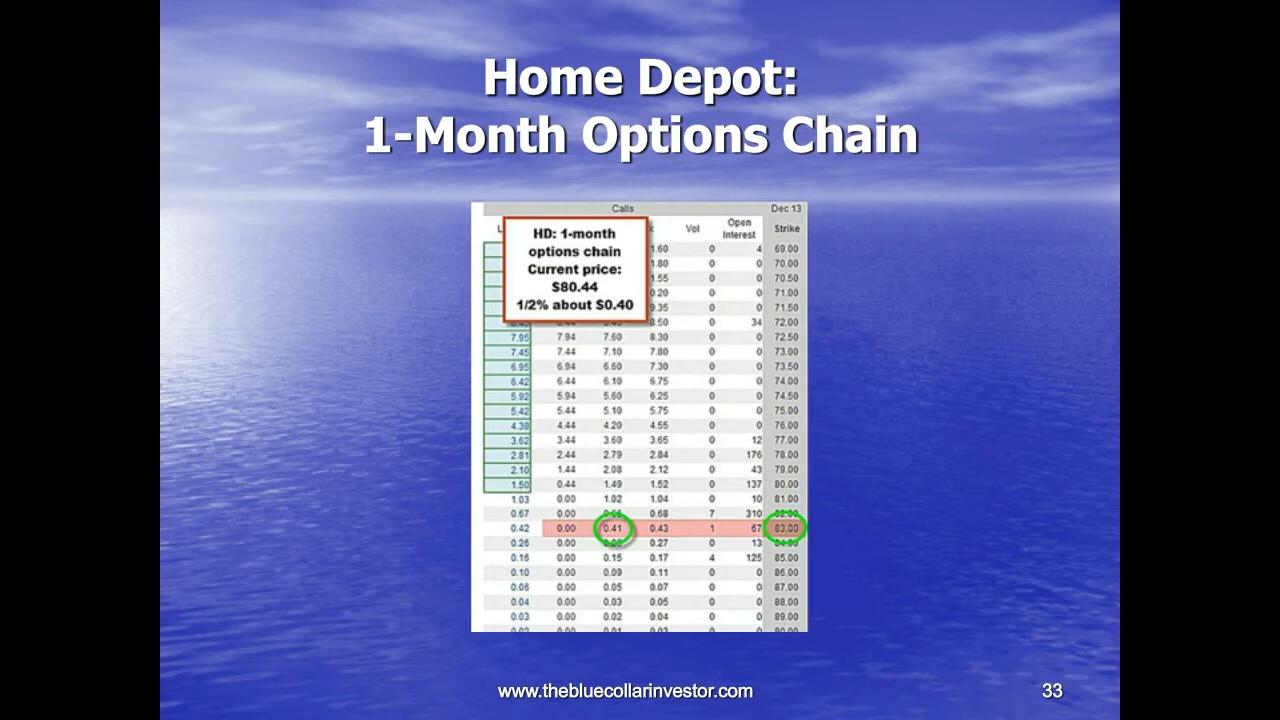 Home Depot:
1-Month Options Chain
Calls Dec 13
Vol Open Interest Strike
HD: 1-month
options chain
Current price:
$80.44
1/2% about $0.40
1.60 0 4 69.00
1.80 0 0 70.00
1.55 0 0 70.50
0.20 0 0 71.00
9.35 0 0 71.50
8.50 0 34 72.00
7.95 7.94 7.60 8.30 0 0 72.50
7.45 7.44 7.10 7.80 0 0 73.00
6.95 6.94 6.60 7.30 0 0 73.50
6.42 6.44 6.10 6.75 0 0 74.00
5.92 5.94 5.60 6.25 0 0 74.50
5.42 5.44 5.10 5.75 0 0 75.00
4.38 4.44 4.20 4.55 0 0 76.00
3.62 3.44 3.60 3.65 0 12 77.00
2.81 2.44 2.79 2.84 0 176 78.00
2.10 1.44 2.08 2.12 0 43 79.00
1.50 0.44 1.49 1.52 0 137 80.00
1.03 0.00 1.02 1.04 0 10 81.00
0.67 0.00 0.68 7 310 82.00
0.42 0.00 0.41 0.43 1 67 83.00
0.26 0.00 0.27 0 13 84.00
0.16 0.00 0.15 0.17 4 125 85.00
0.10 0.00 0.09 0.11 0 0 86.00
0.06 0.00 0.05 0.07 0 0 87.00
0.04 0.00 0.03 0.05 0 0 88.00
0.03 0.00 0.02 0.04 0 0 89.00
www.thebluecollarinvestor.com
33